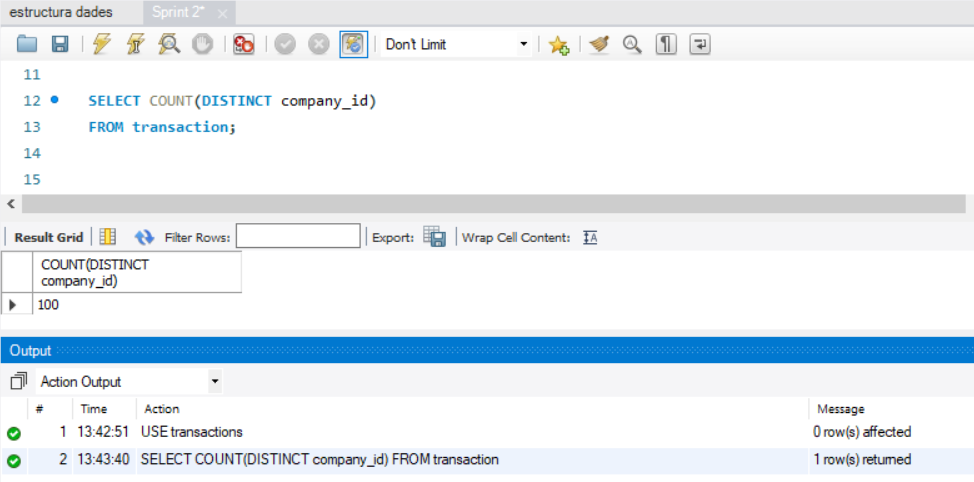 estructura dades Sprint 2* ×
Don't Limit
11
12 SELECT COUNT(DISTINCT company_id)
13 FROM transaction;
14
15
Result Grid Filter Rows: Export: Wrap Cell Content: IA
COUNT(DISTINCT
company_id)
100
Output
Action Output
# Time Action Message
1 13:42:51 USE transactions 0 row(s) affected
2 13:43:40 SELECT COUNT(DISTINCT company_id) FROM transaction 1 row(s) returned